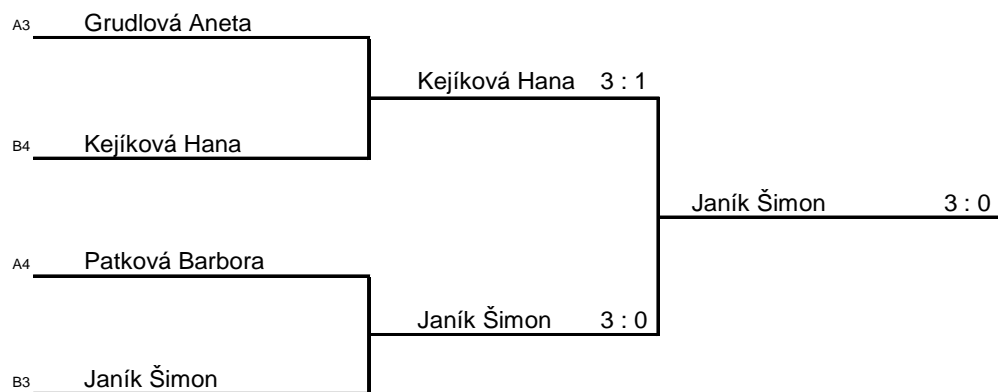 A3 Grudlová Aneta
Kejíková Hana 3 : 1
B4 Kejíková Hana
Janík Šimon 3 : 0
A4 Patková Barbora
Janík Šimon 3 : 0
B3 Janík Šimon